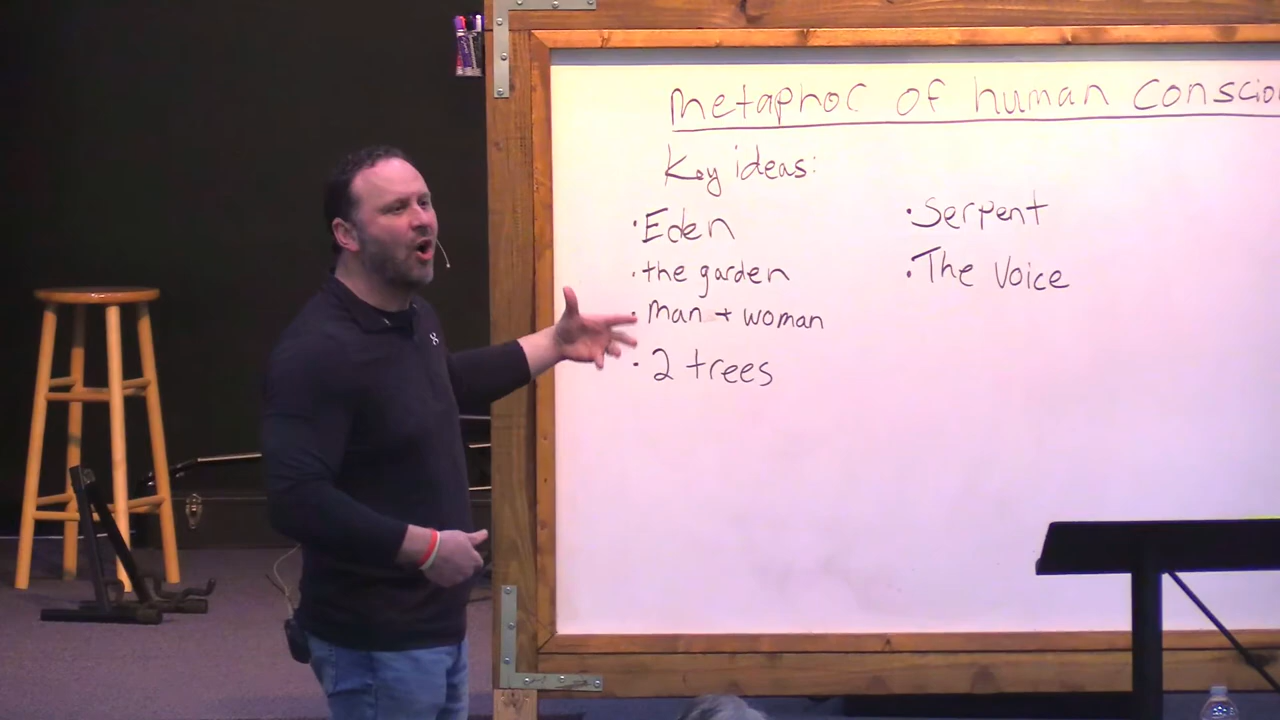 metaphor of human conscio
Key ideas:
• Eden
• the garden
• man + woman
• 2 trees
• Serpent
• The Voice